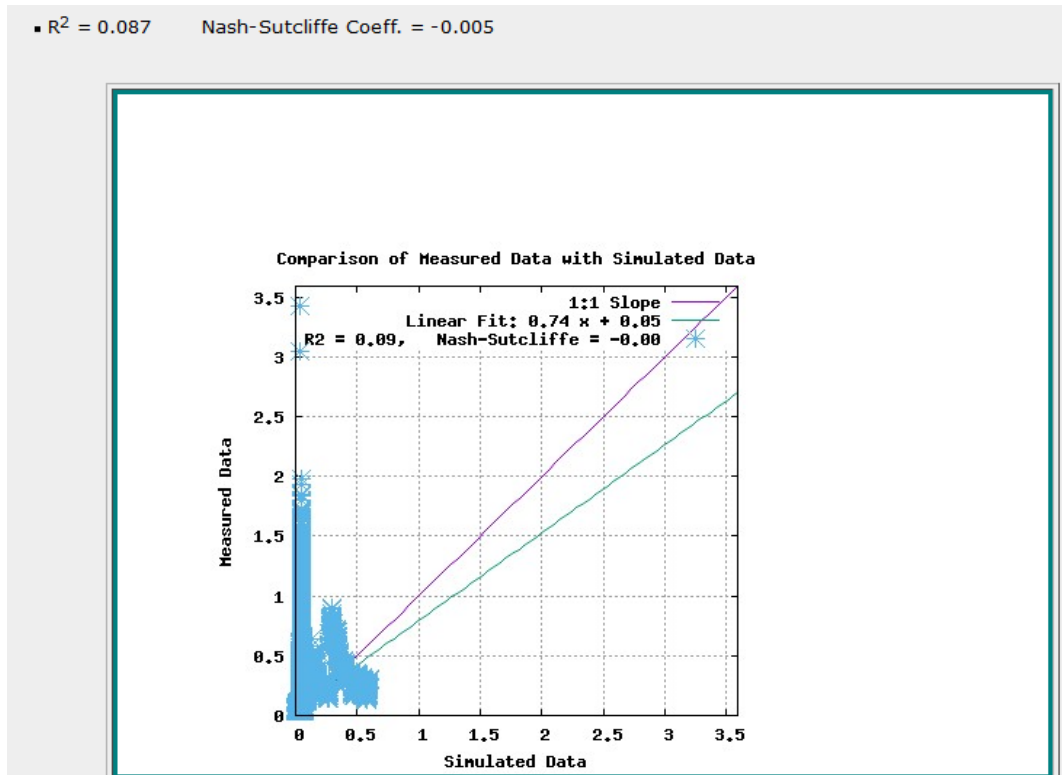 ▪ R2 = 0.087 Nash-Sutcliffe Coeff. = -0.005
Comparison of Measured Data with Simulated Data
1:1 Slope
Linear Fit: 0.74 x + 0.05
R2 = 0.09, Nash-Sutcliffe = -0.00
3.5
3
2.5
2
1.5
1
0.5
0
Measured Data
0 0.5 1 1.5 2 2.5 3 3.5
Simulated Data